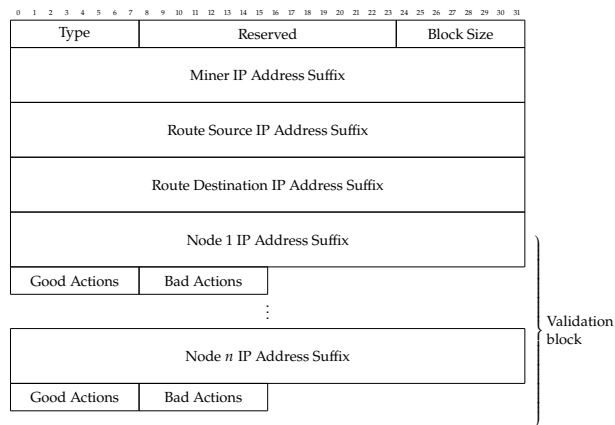 0 1 2 3 4 5 6 7 8 9 10 11 12 13 14 15 16 17 18 19 20 21 22 23 24 25 26 27 28 29 30 31
Type Reserved Block Size
Miner IP Address Suffix
Route Source IP Address Suffix
Route Destination IP Address Suffix
Node 1 IP Address Suffix
Good Actions Bad Actions
⋮
Validation
block
Node n IP Address Suffix
Good Actions Bad Actions